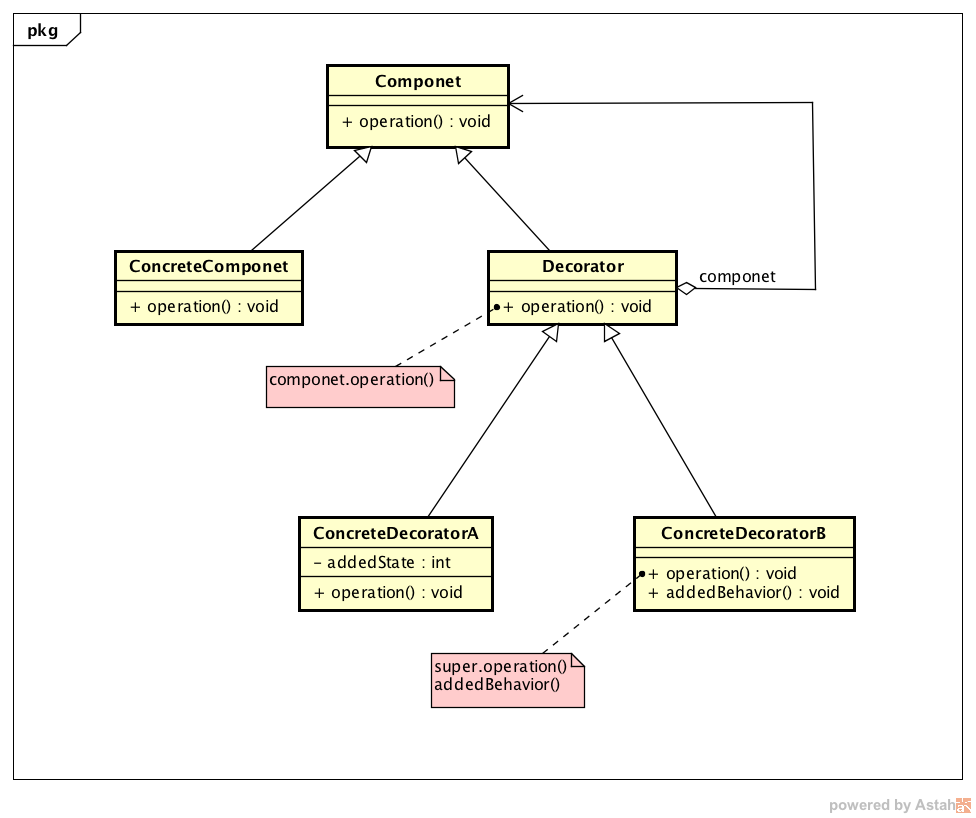 pkg
Componet
+ operation() : void
ConcreteComponet
+ operation() : void
Decorator
+ operation() : void
componet
componet.operation()
ConcreteDecoratorA
- addedState : int
+ operation() : void
ConcreteDecoratorB
+ operation() : void
+ addedBehavior() : void
super.operation()
addedBehavior()
powered by Astah